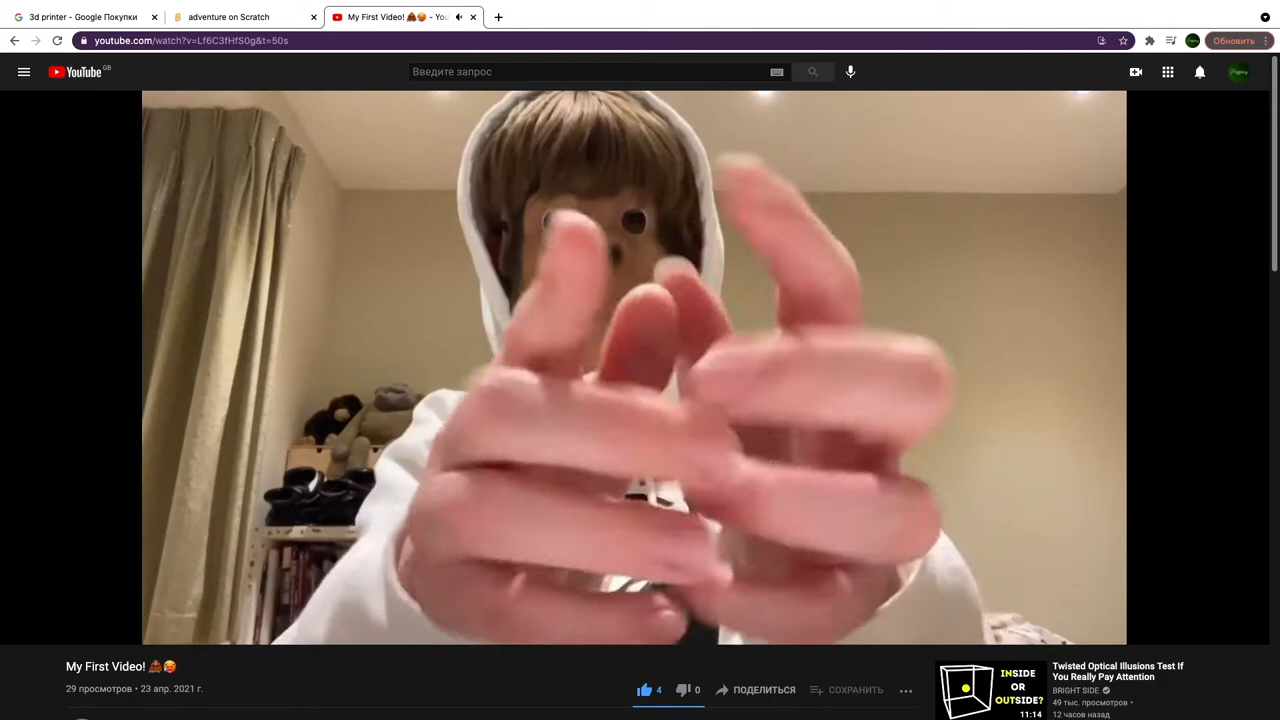 3d printer - Google Покупки
adventure on Scratch
My First Video! 💩🥵 - You
youtube.com/watch?v=Lf6C3fHfS0g&t=50s
Обновить
YouTube GB
Введите запрос
My First Video! 💩🥵
29 просмотров • 23 апр. 2021 г.
4
0
ПОДЕЛИТЬСЯ
СОХРАНИТЬ
INSIDE
OR
OUTSIDE?
11:14
Twisted Optical Illusions Test If
You Really Pay Attention
BRIGHT SIDE
49 тыс. просмотров •
12 часов назад